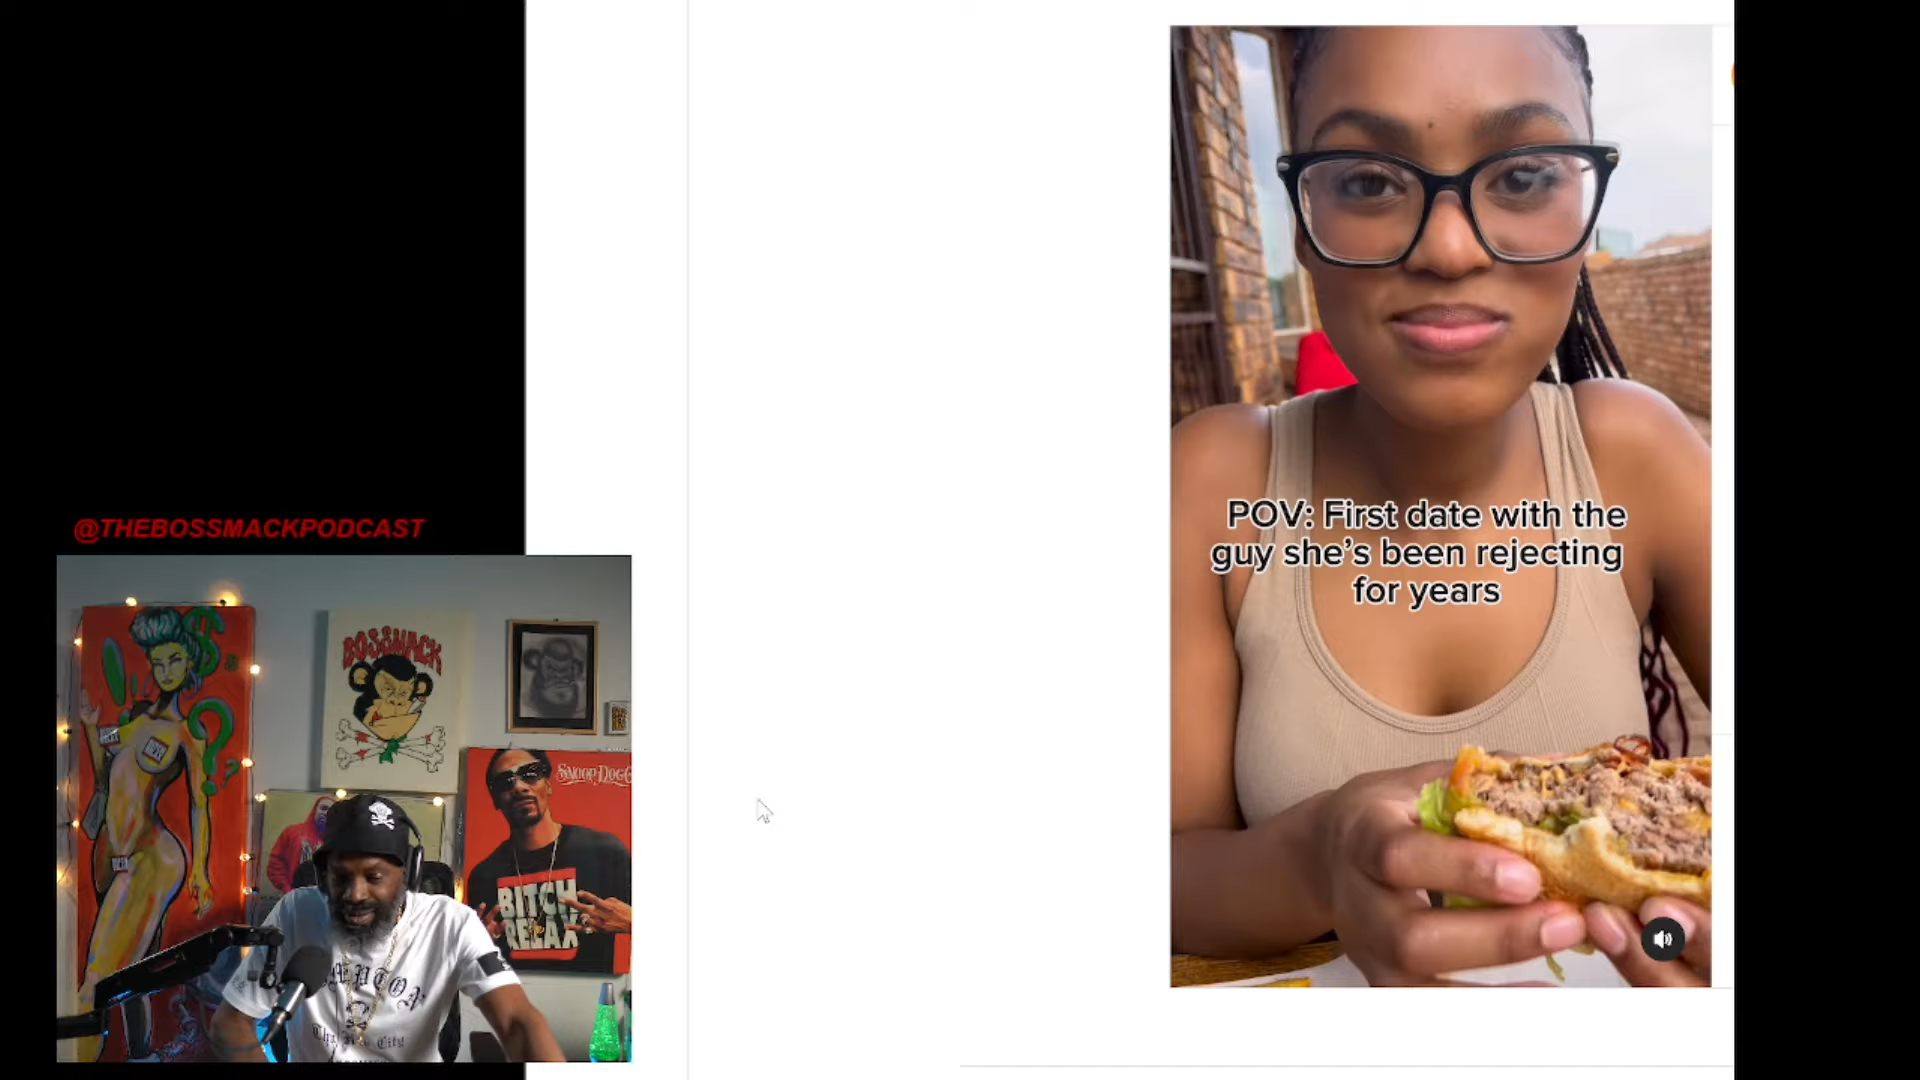 POV: First date with the
guy she's been rejecting
for years
@THEBOSSMACKPODCAST
BOSSMACK
SNOOP DOGG
BITCH
RELAX